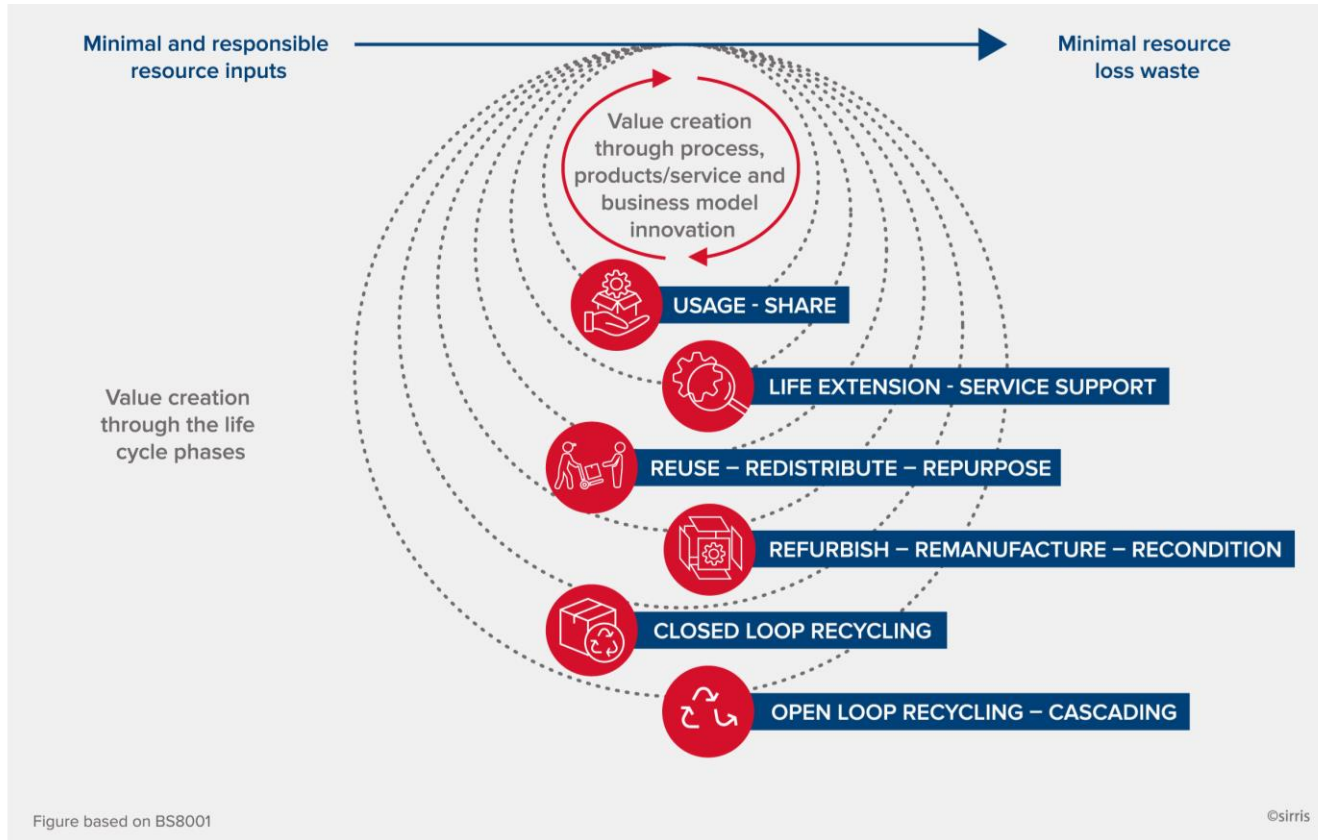 Minimal and responsible
resource inputs
Minimal resource
loss waste
Value creation
through process,
products/service and
business model
innovation
USAGE - SHARE
LIFE EXTENSION - SERVICE SUPPORT
Value creation
through the life
cycle phases
REUSE – REDISTRIBUTE – REPURPOSE
REFURBISH – REMANUFACTURE – RECONDITION
CLOSED LOOP RECYCLING
OPEN LOOP RECYCLING – CASCADING
Figure based on BS8001
©sirris